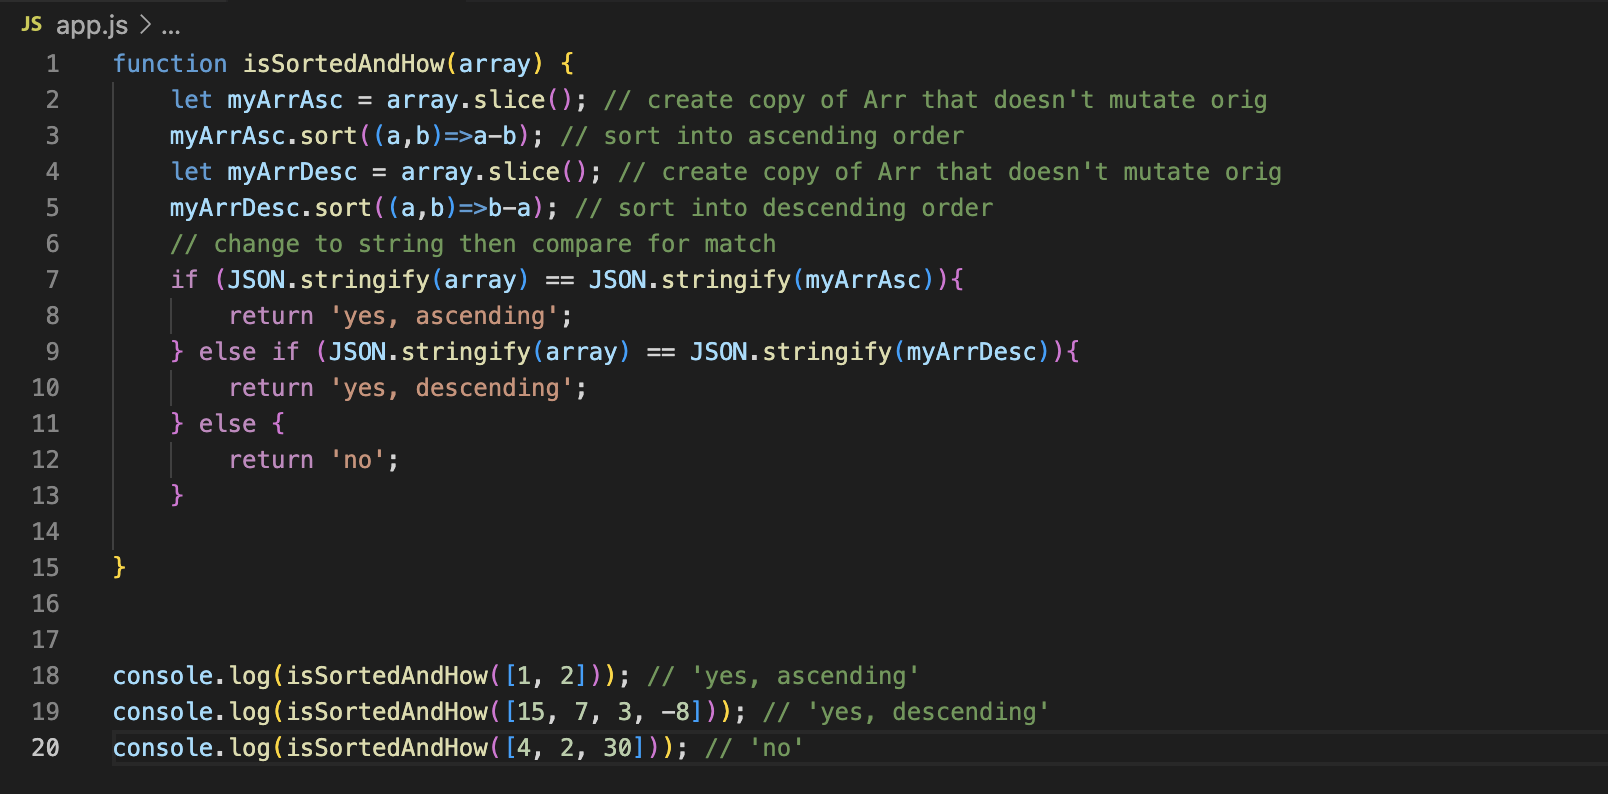 JS app.js > ...
1 function isSortedAndHow(array) {
2 let myArrAsc = array.slice(); // create copy of Arr that doesn't mutate orig
3 myArrAsc.sort((a,b)=>a-b); // sort into ascending order
4 let myArrDesc = array.slice(); // create copy of Arr that doesn't mutate orig
5 myArrDesc.sort((a,b)=>b-a); // sort into descending order
6 // change to string then compare for match
7 if (JSON.stringify(array) == JSON.stringify(myArrAsc)){
8 return 'yes, ascending';
9 } else if (JSON.stringify(array) == JSON.stringify(myArrDesc)){
10 return 'yes, descending';
11 } else {
12 return 'no';
13 }
14
15 }
16
17
18 console.log(isSortedAndHow([1, 2])); // 'yes, ascending'
19 console.log(isSortedAndHow([15, 7, 3, -8])); // 'yes, descending'
20 console.log(isSortedAndHow([4, 2, 30])); // 'no'